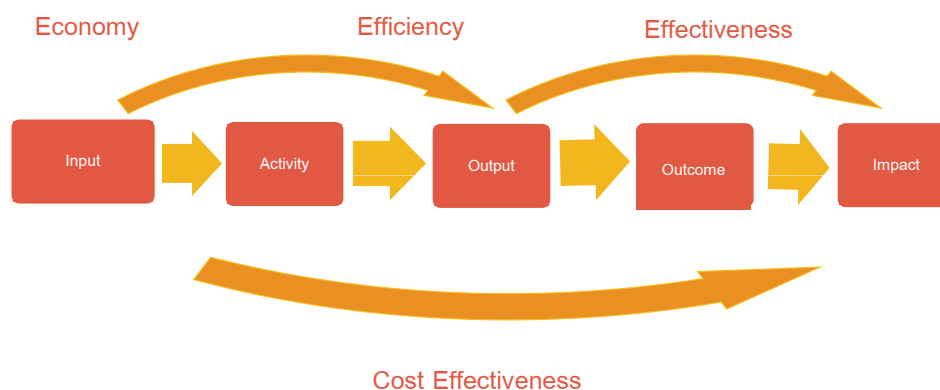 Economy
Efficiency
Effectiveness
Input
Activity
Output
Outcome
Impact
Cost Effectiveness